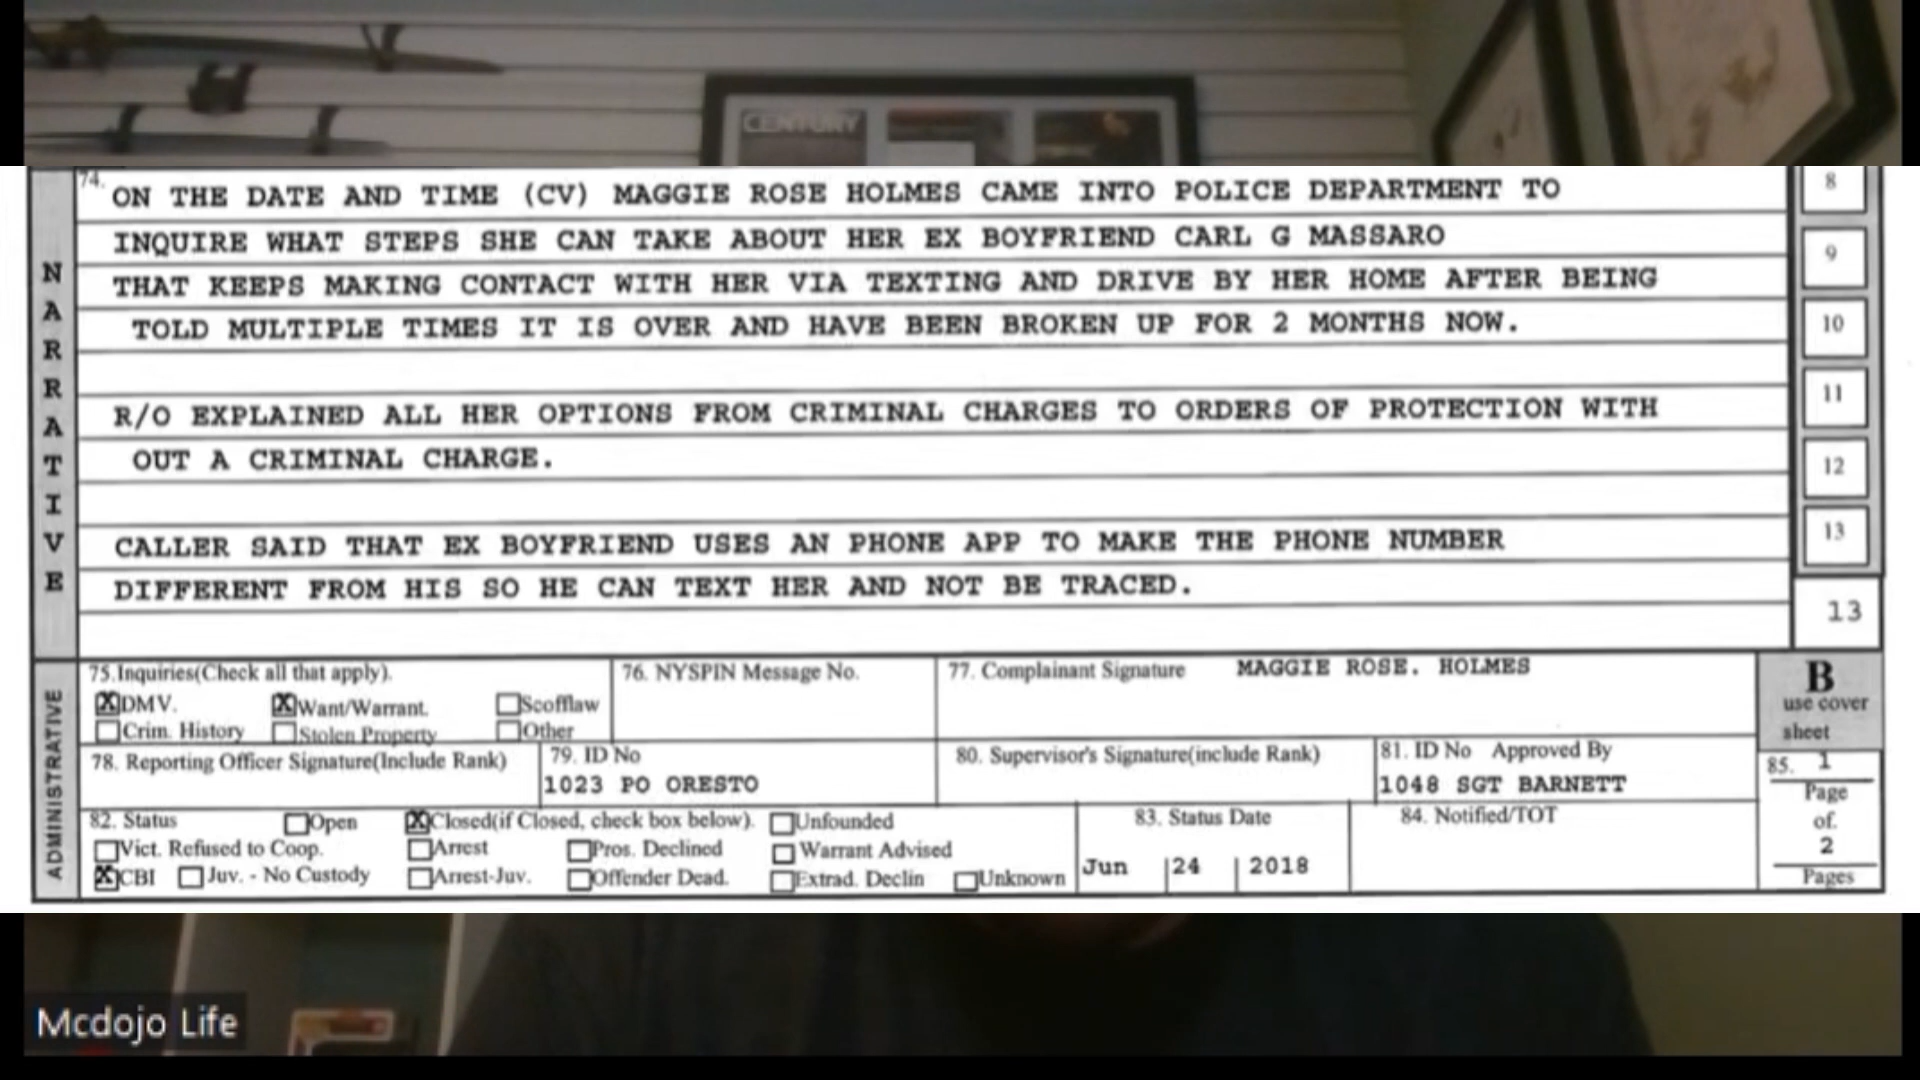 CENTURY
74.
ON THE DATE AND TIME (CV) MAGGIE ROSE HOLMES CAME INTO POLICE DEPARTMENT TO
INQUIRE WHAT STEPS SHE CAN TAKE ABOUT HER EX BOYFRIEND CARL G MASSARO
THAT KEEPS MAKING CONTACT WITH HER VIA TEXTING AND DRIVE BY HER HOME AFTER BEING
TOLD MULTIPLE TIMES IT IS OVER AND HAVE BEEN BROKEN UP FOR 2 MONTHS NOW.
R/O EXPLAINED ALL HER OPTIONS FROM CRIMINAL CHARGES TO ORDERS OF PROTECTION WITH
OUT A CRIMINAL CHARGE.
CALLER SAID THAT EX BOYFRIEND USES AN PHONE APP TO MAKE THE PHONE NUMBER
DIFFERENT FROM HIS SO HE CAN TEXT HER AND NOT BE TRACED.
NARRATIVE
8
9
10
11
12
13
13
ADMINISTRATIVE
75.Inquiries(Check all that apply).
X DMV. X Want/Warrant. Scofflaw
Crim. History Stolen Property Other
76. NYSPIN Message No.
77. Complainant Signature MAGGIE ROSE. HOLMES
B
use cover
sheet
78. Reporting Officer Signature(Include Rank)
79. ID No
1023 PO ORESTO
80. Supervisor's Signature(include Rank)
81. ID No Approved By
1048 SGT BARNETT
82. Status Open X Closed(if Closed, check box below). Unfounded
Vict. Refused to Coop. Arrest Pros. Declined Warrant Advised
X CBI Juv. - No Custody Arrest-Juv. Offender Dead. Extrad. Declin Unknown
83. Status Date
Jun 24 2018
84. Notified/TOT
85. 1
Page
of.
2
Pages
Mcdojo Life